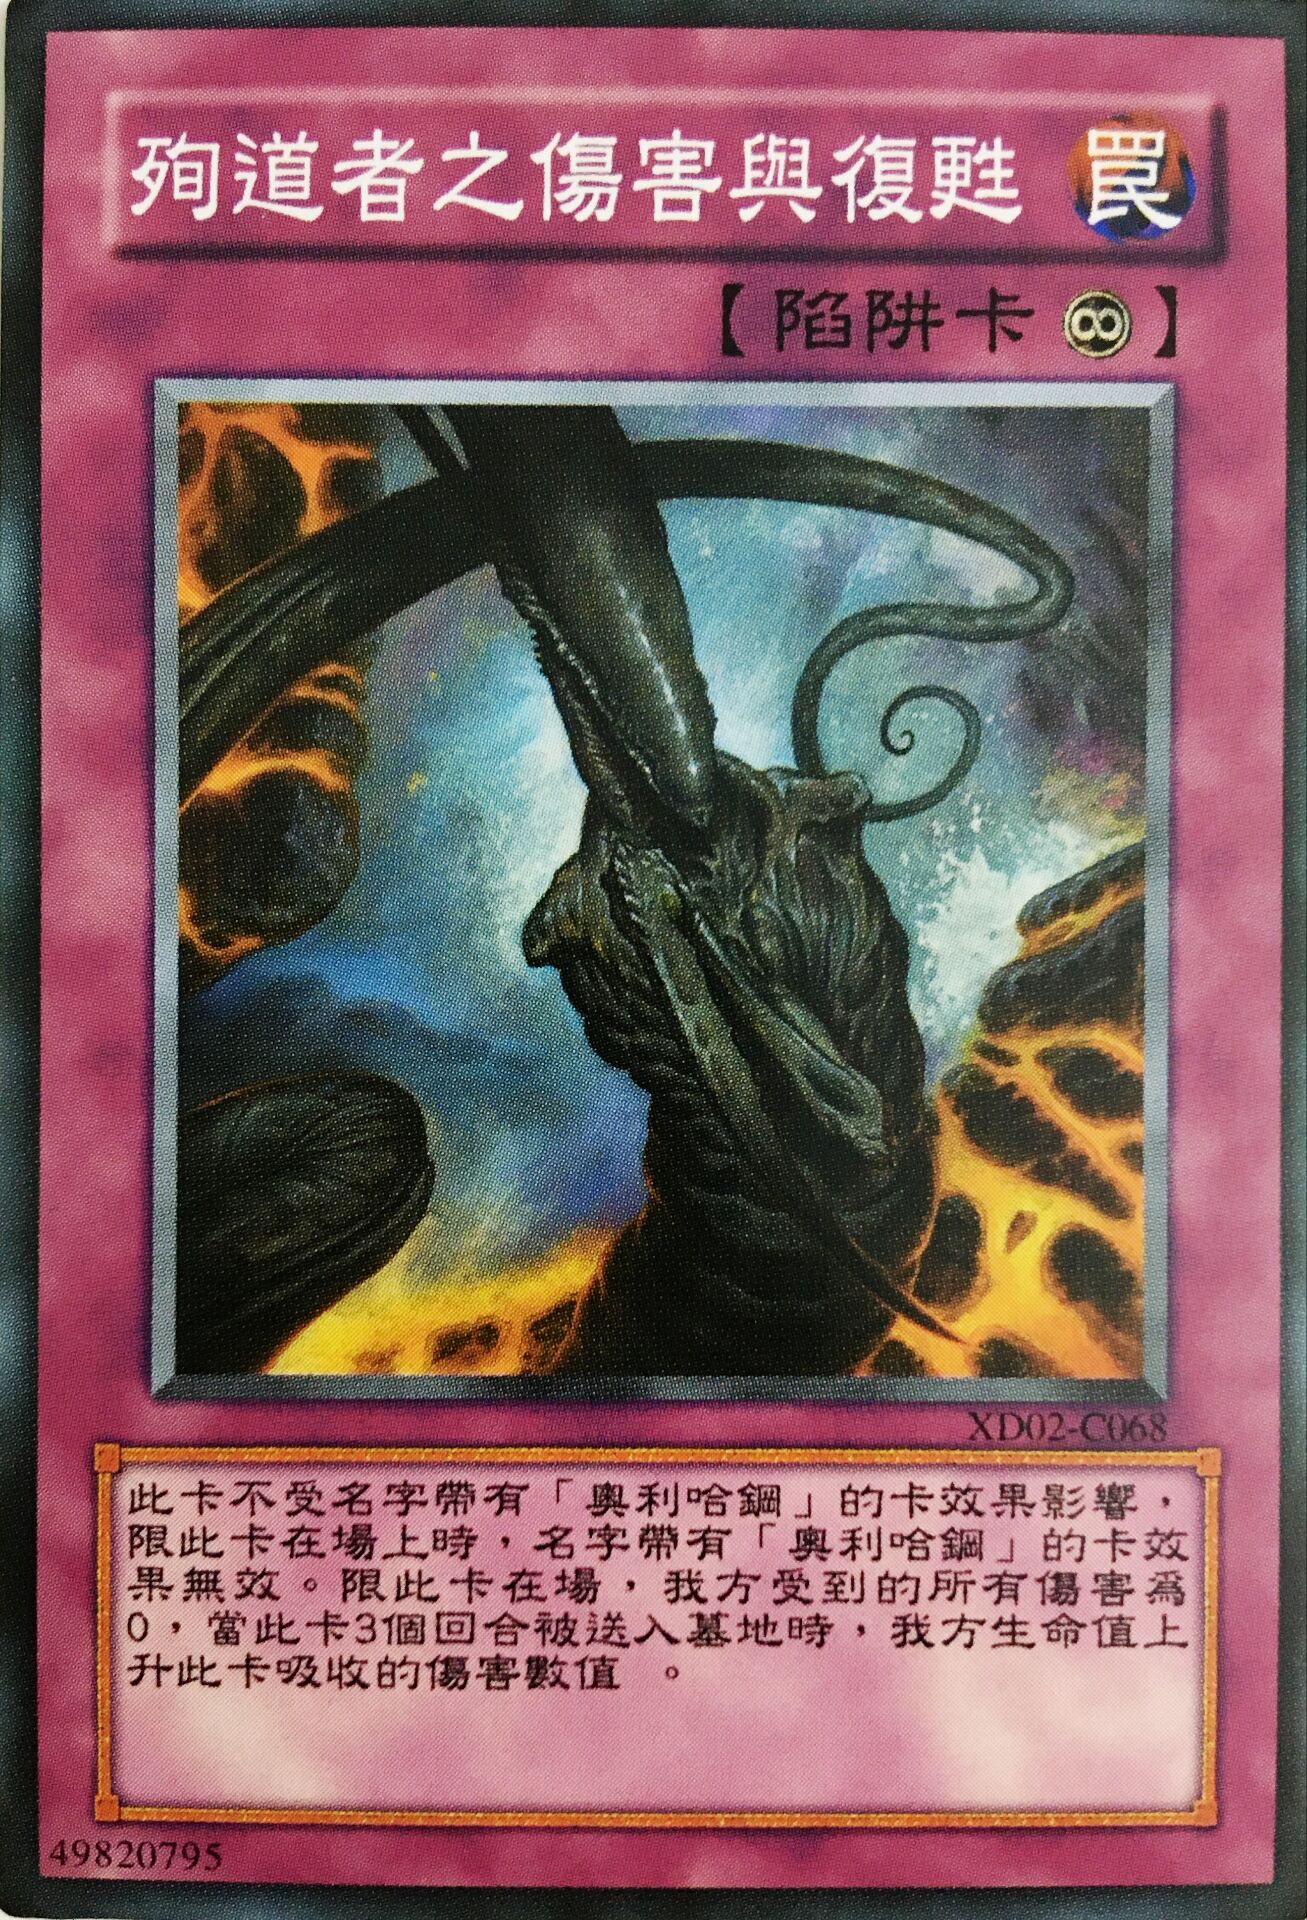 殉道者之傷害與復甦 罠
【陷阱卡】
XD02-C068
此卡不受名字帶有「奧利哈鋼」的卡效果影響，
限此卡在場上時，名字帶有「奧利哈鋼」的卡效
果無效。限此卡在場，我方受到的所有傷害為
0，當此卡3個回合被送入墓地時，我方生命值上
升此卡吸收的傷害數值 。
49820795